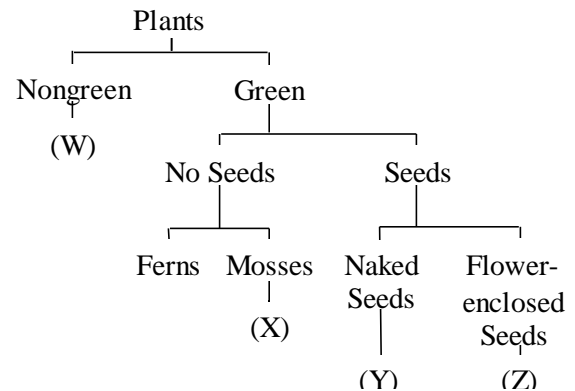 Plants
Nongreen Green
(W)
No Seeds Seeds
Ferns Mosses Naked Seeds Flower-enclosed Seeds
(X)
(Y) (Z)